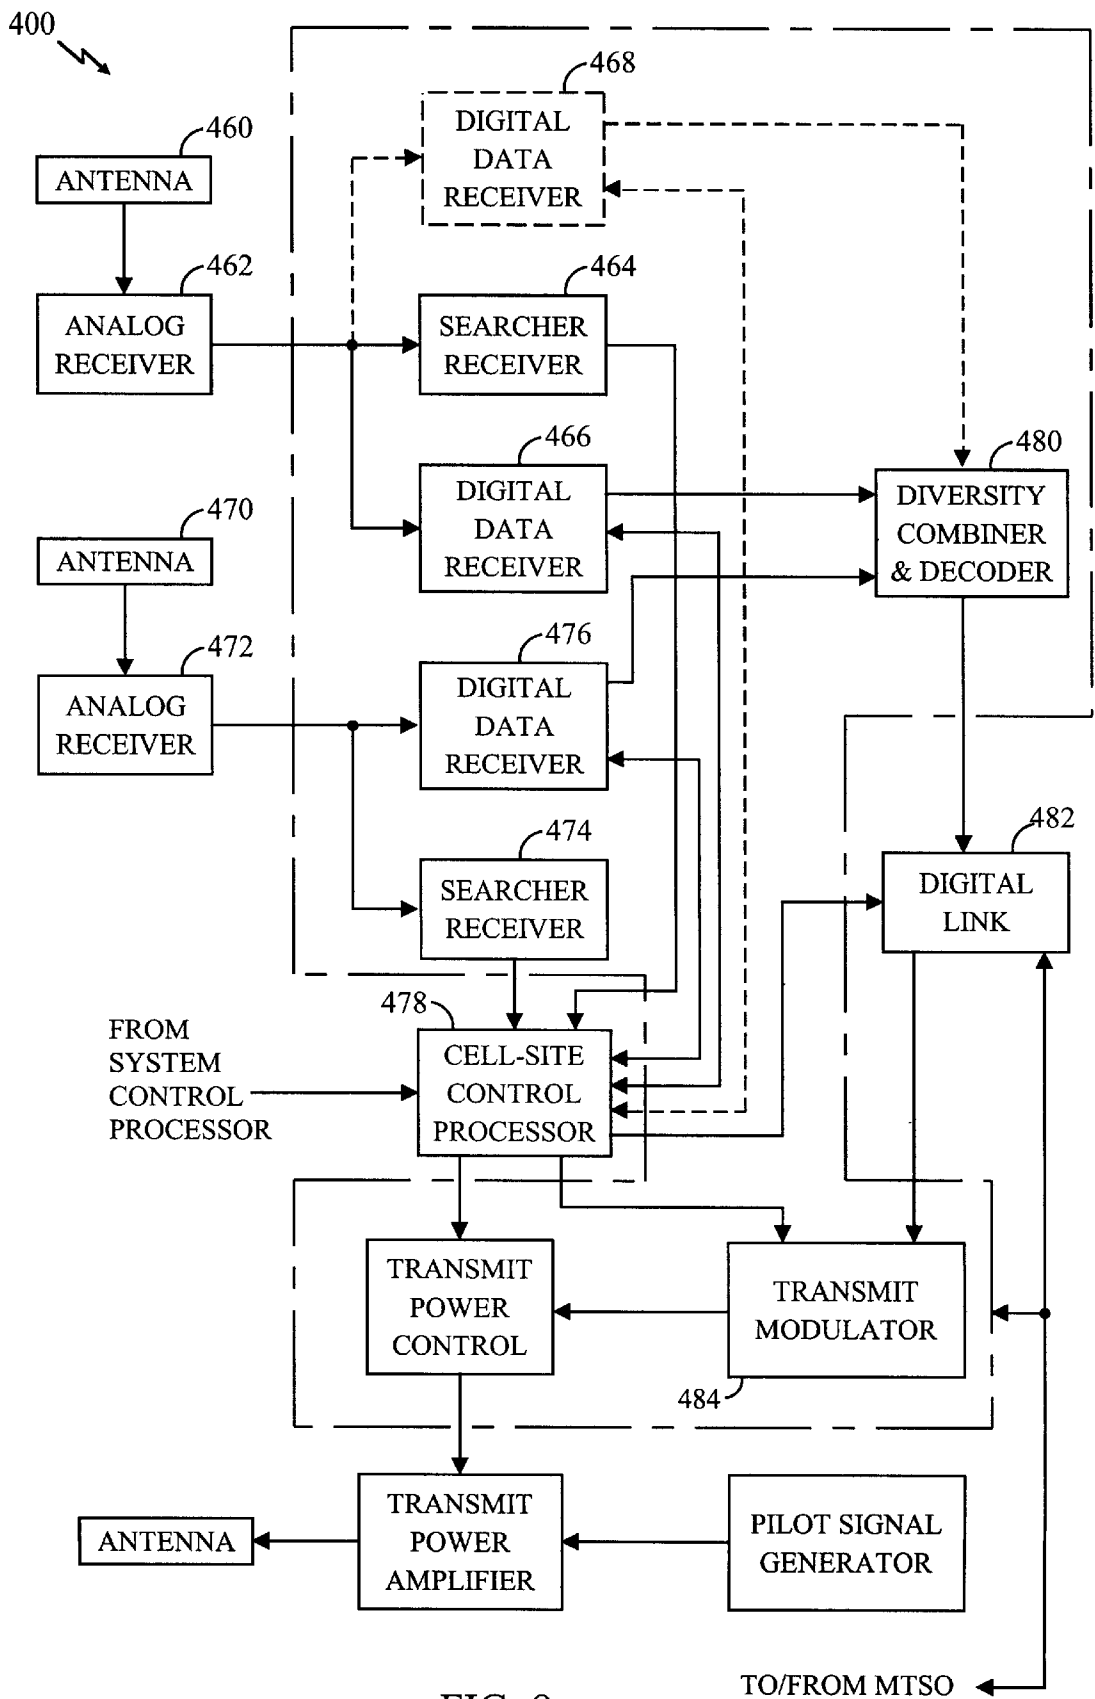 400
468
DIGITAL
DATA
RECEIVER
460
ANTENNA
462
ANALOG
RECEIVER
464
SEARCHER
RECEIVER
466
DIGITAL
DATA
RECEIVER
480
DIVERSITY
COMBINER
& DECODER
470
ANTENNA
472
ANALOG
RECEIVER
476
DIGITAL
DATA
RECEIVER
474
SEARCHER
RECEIVER
482
DIGITAL
LINK
478
CELL-SITE
CONTROL
PROCESSOR
FROM
SYSTEM
CONTROL
PROCESSOR
TRANSMIT
POWER
CONTROL
TRANSMIT
MODULATOR
484
ANTENNA
TRANSMIT
POWER
AMPLIFIER
PILOT SIGNAL
GENERATOR
TO/FROM MTSO